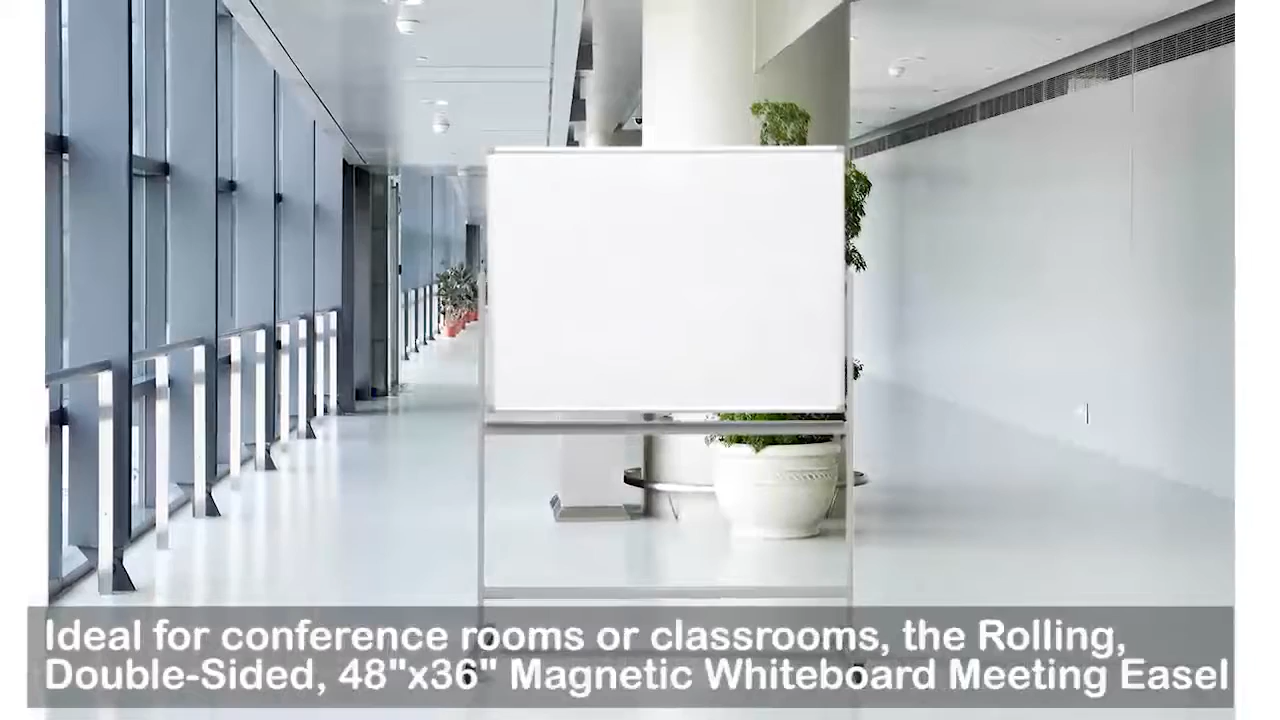 Ideal for conference rooms or classrooms, the Rolling,
Double-Sided, 48"x36" Magnetic Whiteboard Meeting Easel